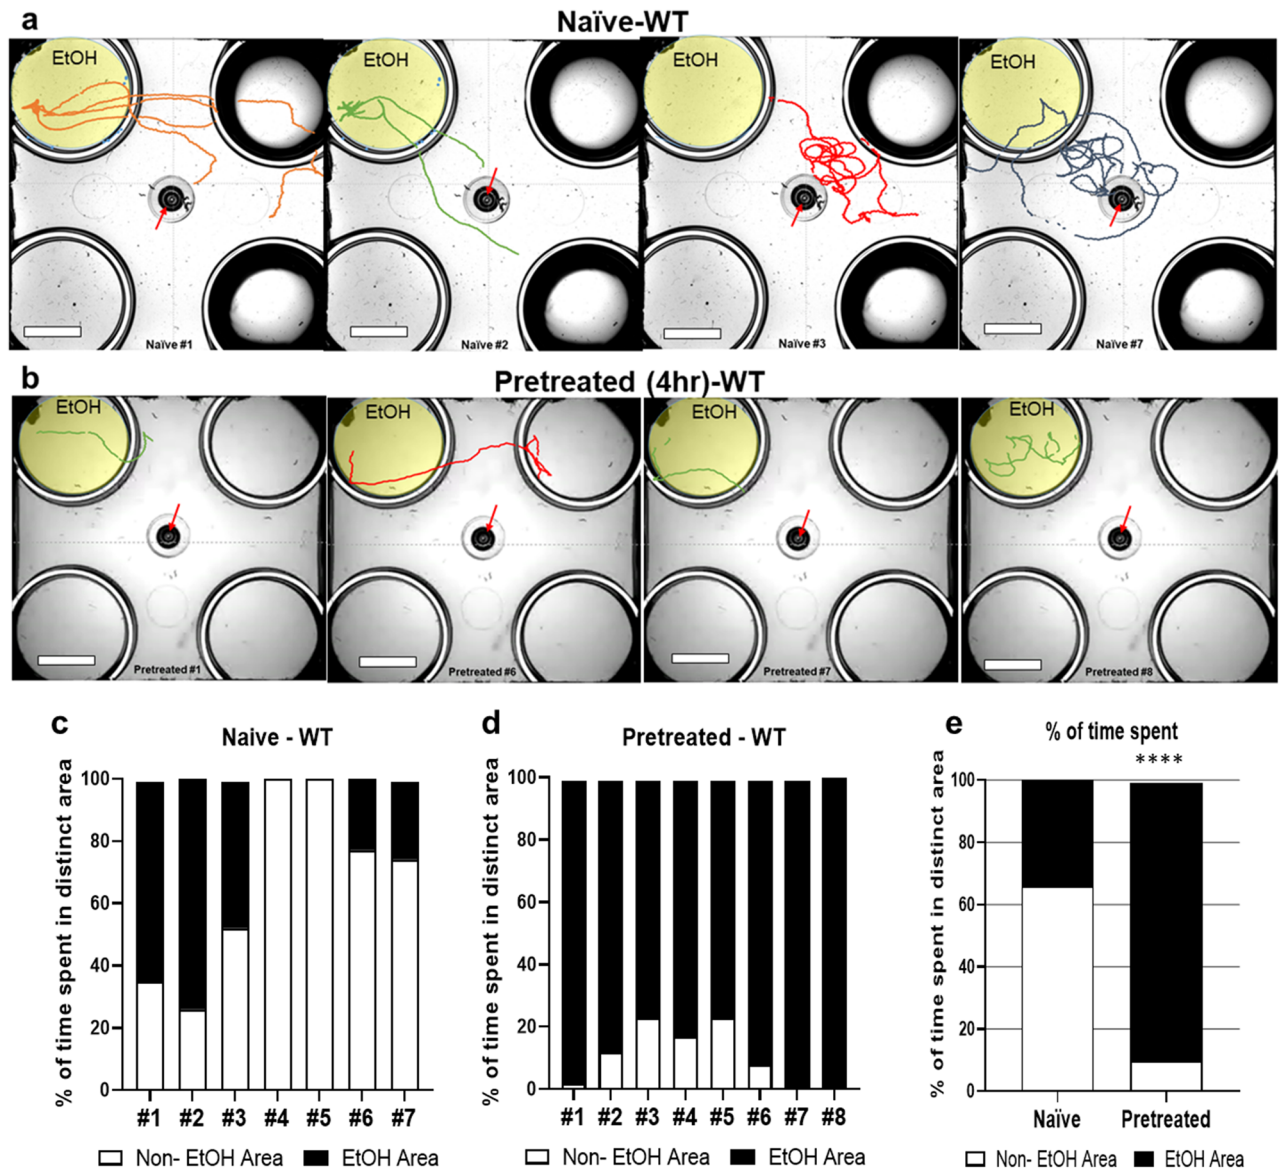 a
Naïve-WT
EtOH
EtOH
EtOH
EtOH
Naïve #1
Naïve #2
Naïve #3
Naïve #7
b
Pretreated (4hr)-WT
EtOH
EtOH
EtOH
EtOH
Pretreated #1
Pretreated #6
Pretreated #7
Pretreated #8
c
Naive - WT
% of time spent in distinct area
100
80
60
40
20
0
#1 #2 #3 #4 #5 #6 #7
Non- EtOH Area EtOH Area
d
Pretreated - WT
% of time spent in distinct area
100
80
60
40
20
0
#1 #2 #3 #4 #5 #6 #7 #8
Non- EtOH Area EtOH Area
e
% of time spent
****
% of time spent in distinct area
100
80
60
40
20
0
Naïve Pretreated
Non- EtOH Area EtOH Area